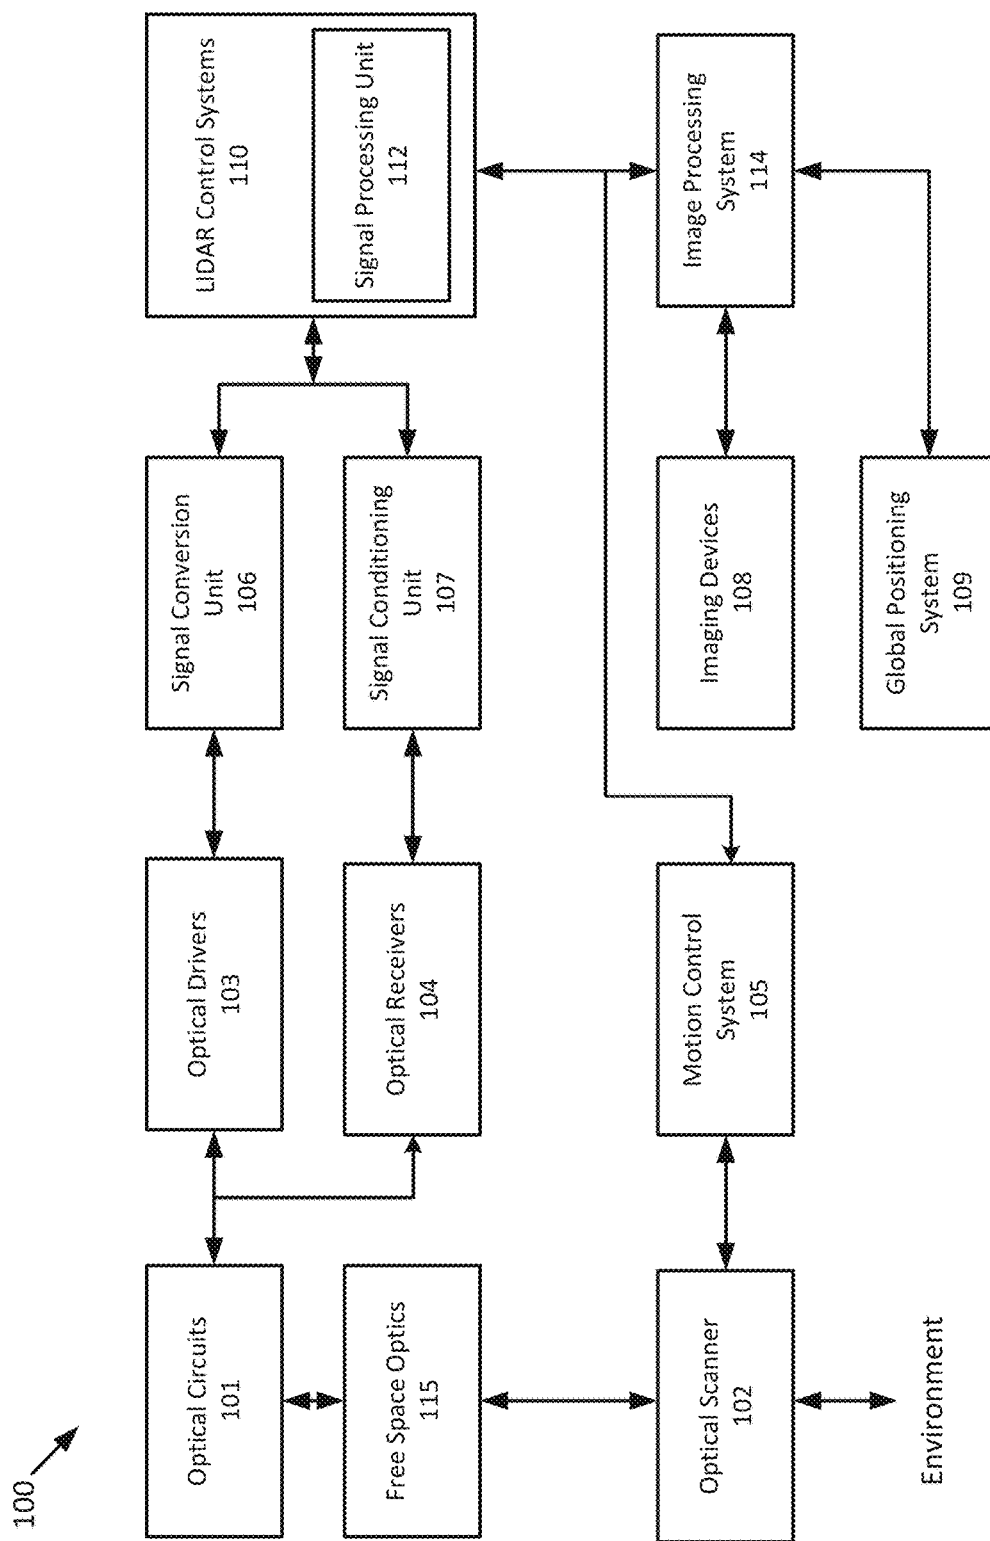 100
Optical Circuits
101
Optical Drivers
103
Signal Conversion
Unit
106
LIDAR Control Systems
110
Signal Processing Unit
112
Free Space Optics
115
Optical Receivers
104
Signal Conditioning
Unit
107
Optical Scanner
102
Motion Control
System
105
Imaging Devices
108
Image Processing
System
114
Environment
Global Positioning
System
109